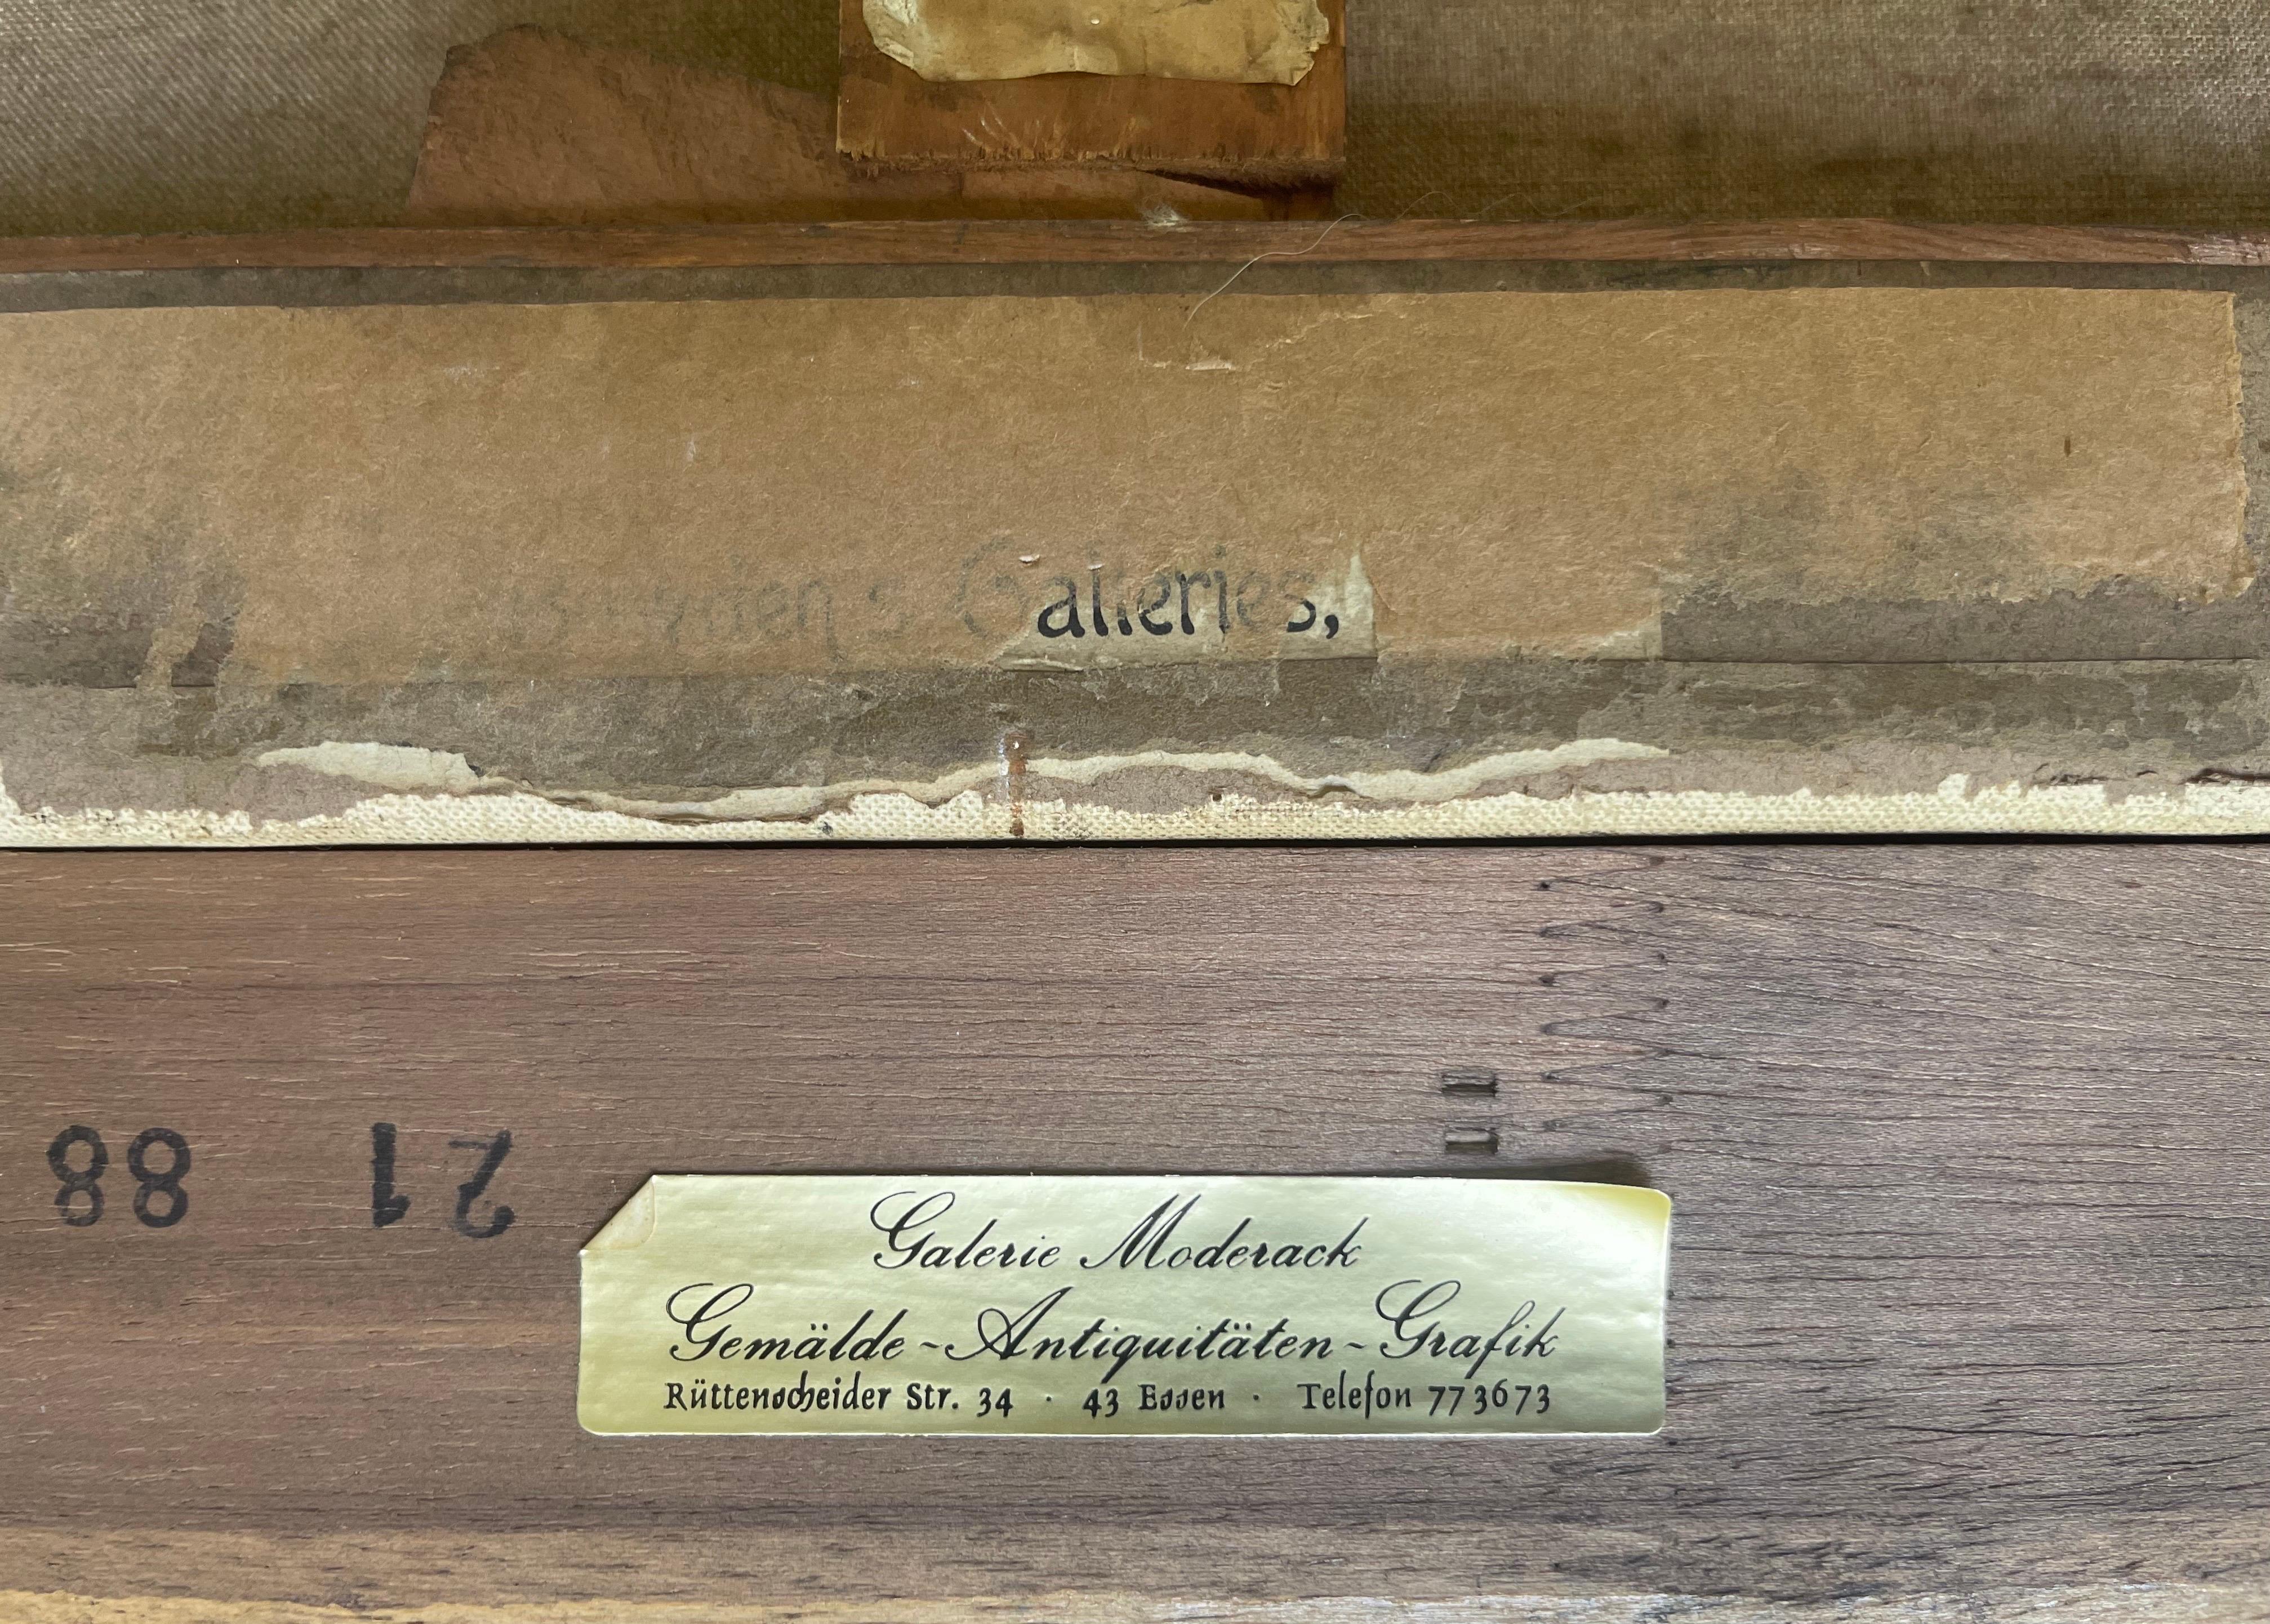 Galleries,
21 88
Galerie Moderack
Gemälde-Antiquitäten-Grafik
Rüttenscheider Str. 34 · 43 Essen · Telefon 773673